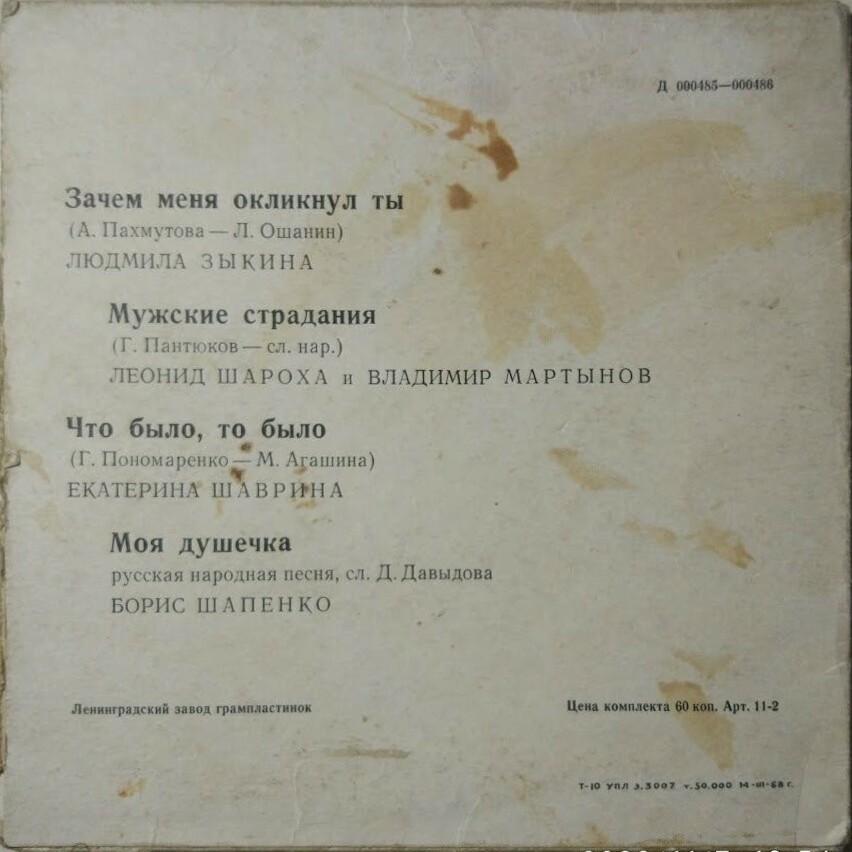 Д 000485—000486
Зачем меня окликнул ты
(А. Пахмутова — Л. Ошанин)
ЛЮДМИЛА ЗЫКИНА
Мужские страдания
(Г. Пантюков — сл. нар.)
ЛЕОНИД ШАРОХА и ВЛАДИМИР МАРТЫНОВ
Что было, то было
(Г. Пономаренко — М. Агашина)
ЕКАТЕРИНА ШАВРИНА
Моя душечка
русская народная песня, сл. Д. Давыдова
БОРИС ШАПЕНКО
Ленинградский завод грампластинок
Цена комплекта 60 коп. Арт. 11-2
Т-10 УПЛ з. 3007 т. 50.000 14-III-68 г.